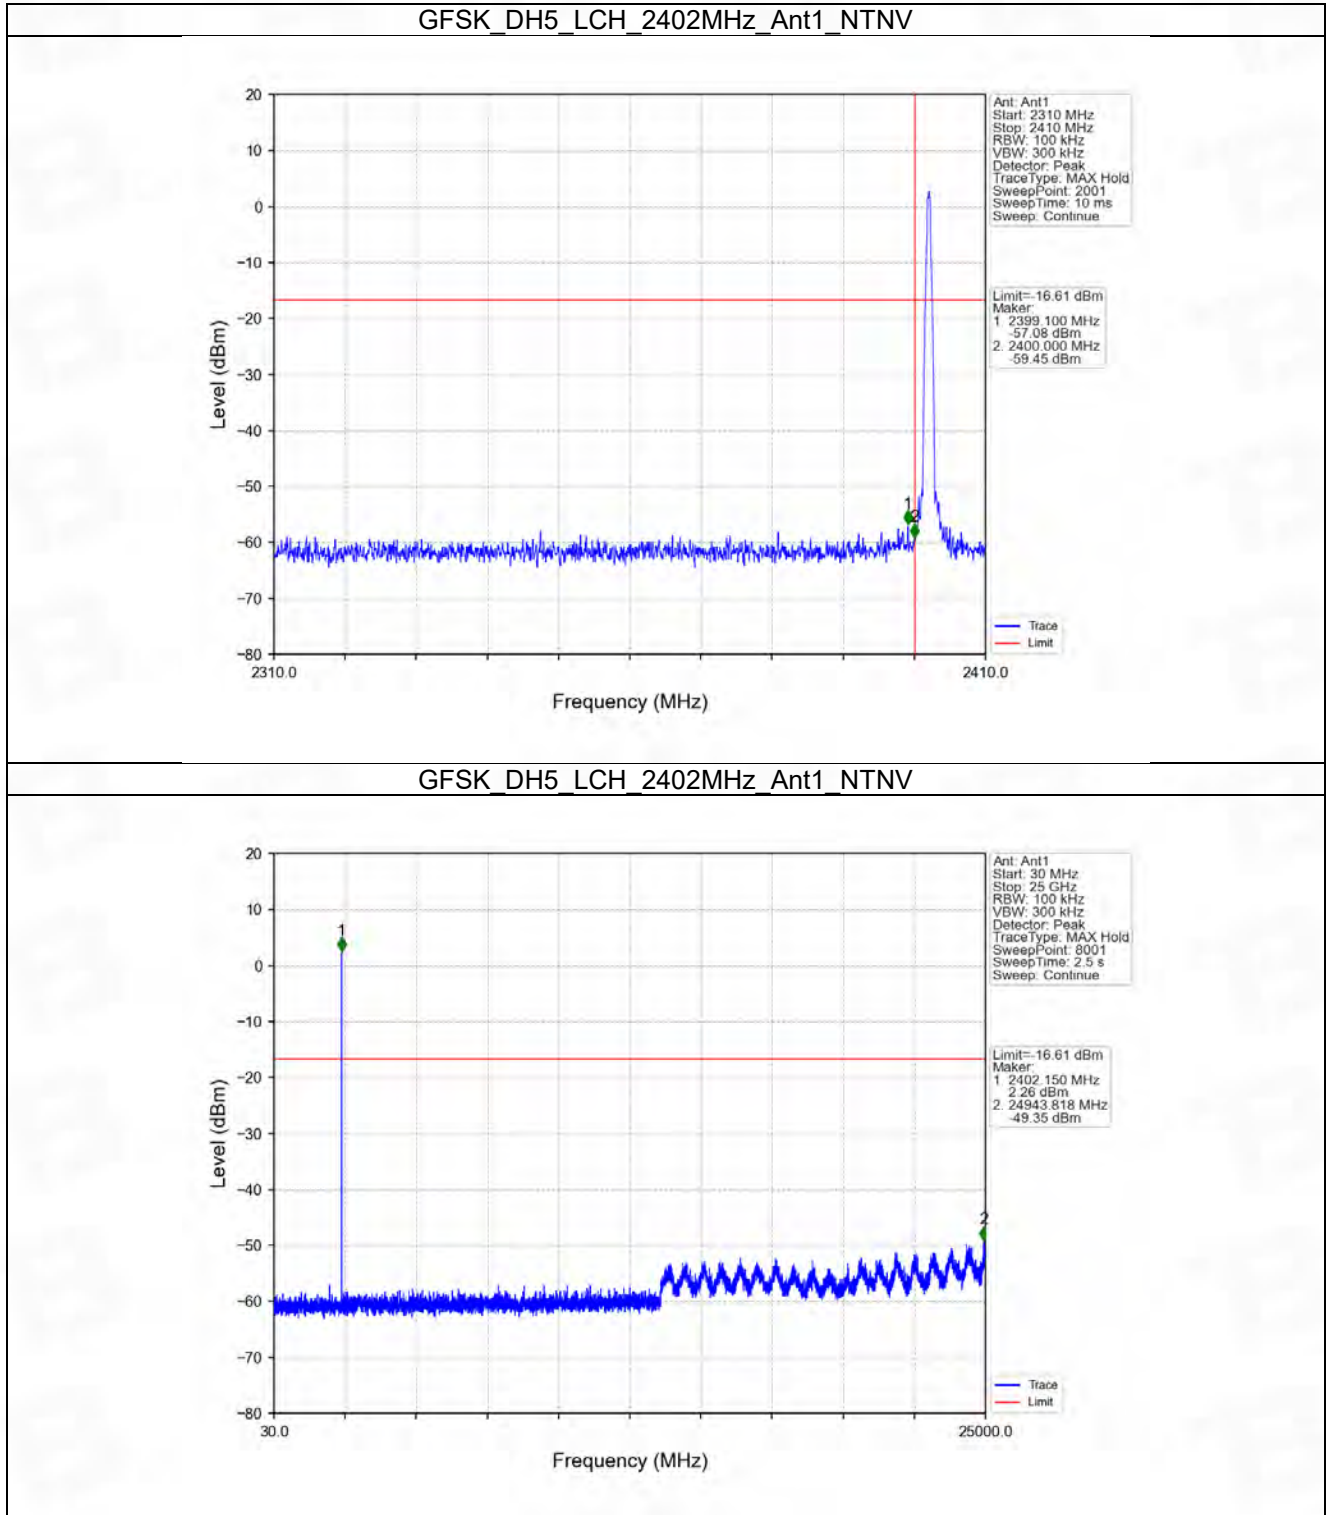 GFSK_DH5_LCH_2402MHz_Ant1_NTNV
20
10
0
−10
−20
−30
−40
−50
−60
−70
−80
Level (dBm)
2310.0
2410.0
Frequency (MHz)
1
2
Ant: Ant1
Start: 2310 MHz
Stop: 2410 MHz
RBW: 100 kHz
VBW: 300 kHz
Detector: Peak
TraceType: MAX Hold
SweepPoint: 2001
SweepTime: 10 ms
Sweep: Continue
Limit=-16.61 dBm
Maker:
1. 2399.100 MHz
-57.08 dBm
2. 2400.000 MHz
-59.45 dBm
Trace
Limit
GFSK_DH5_LCH_2402MHz_Ant1_NTNV
20
10
0
−10
−20
−30
−40
−50
−60
−70
−80
Level (dBm)
30.0
25000.0
Frequency (MHz)
1
2
Ant: Ant1
Start: 30 MHz
Stop: 25 GHz
RBW: 100 kHz
VBW: 300 kHz
Detector: Peak
TraceType: MAX Hold
SweepPoint: 8001
SweepTime: 2.5 s
Sweep: Continue
Limit=-16.61 dBm
Maker:
1. 2402.150 MHz
2.26 dBm
2. 24943.818 MHz
-49.35 dBm
Trace
Limit